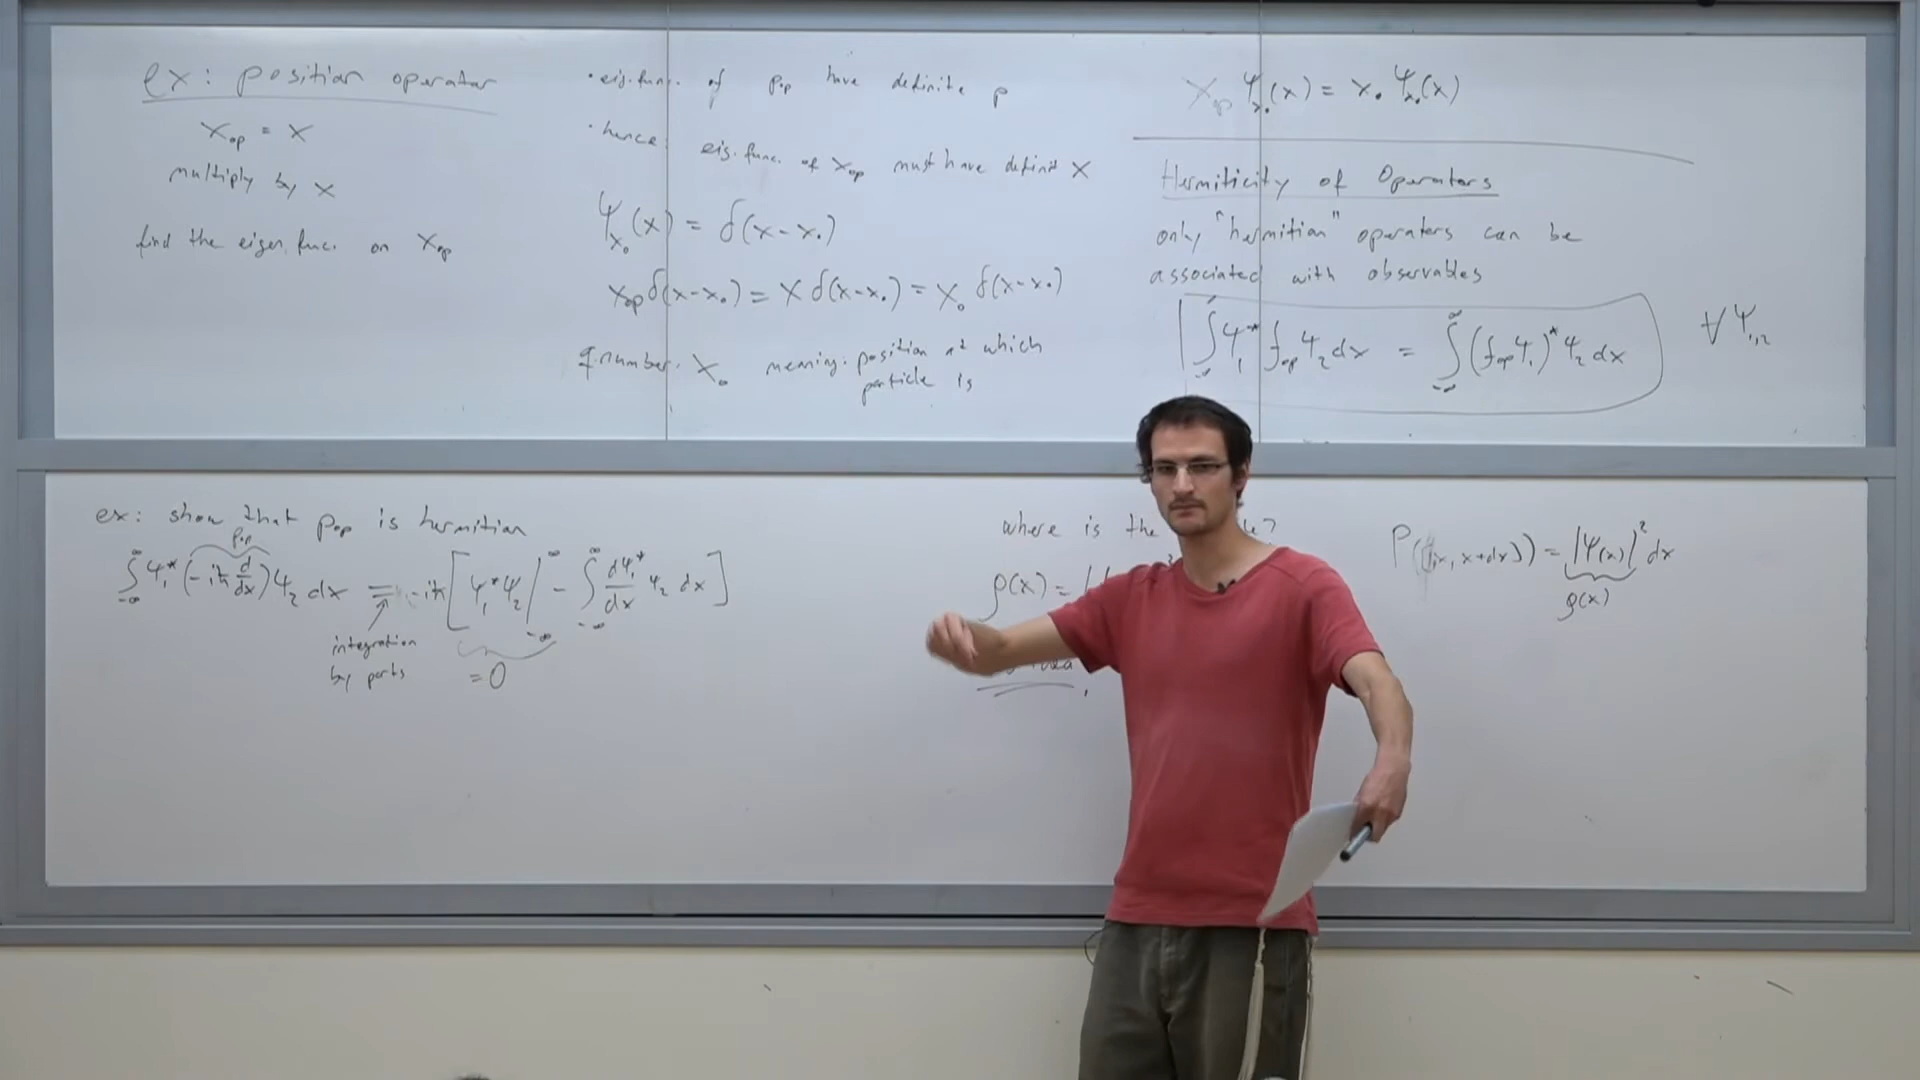 ex: position operator
x_op = x
multiply by x
find the eigen.func. on x_op
· eig.func. of p_op have definite p
· hence eig.func. of x_op must have definit x
ψ_x₀(x) = δ(x-x₀)
x_op δ(x-x₀) = x δ(x-x₀) = x₀ δ(x-x₀)
q.number: x₀ meaning: position at which
particle is
x_op ψ_x₀(x) = x₀ ψ_x₀(x)
Hermiticity of Operators
only "hermitian" operators can be
associated with observables
∫_{-∞}^{∞} ψ₁* f_op ψ₂ dx = ∫_{-∞}^{∞} (f_op ψ₁)* ψ₂ dx ∀ ψ₁,₂
ex: show that p_op is hermitian
p_op
∫_{-∞}^{∞} ψ₁* (-iħ d/dx) ψ₂ dx = -iħ [ψ₁* ψ₂ |_{-∞}^{∞} - ∫_{-∞}^{∞} dψ₁*/dx ψ₂ dx]
integration
by parts
= 0
where is the
ρ(x) = |
P([x, x+dx]) = |ψ(x)|² dx
ρ(x)